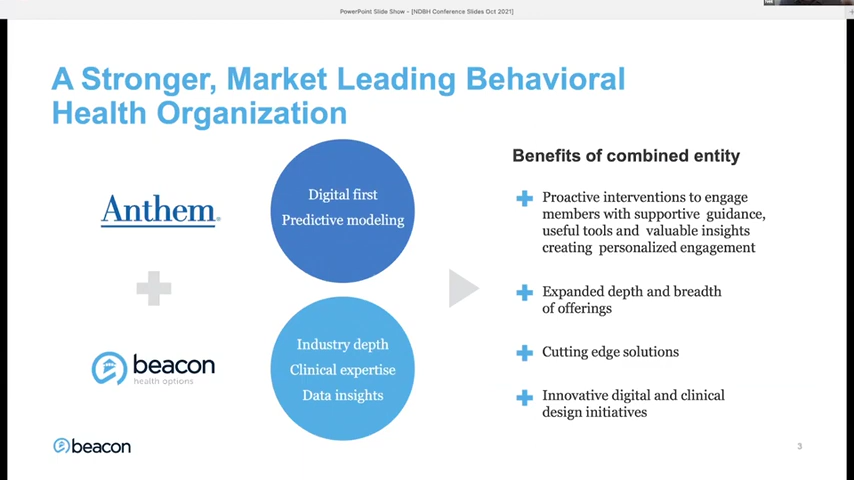 PowerPoint Slide Show - [NDBH Conference Slides Oct 2021]
A Stronger, Market Leading Behavioral
Health Organization
Anthem
Digital first
Predictive modeling
beacon
health options
Industry depth
Clinical expertise
Data insights
Benefits of combined entity
Proactive interventions to engage
members with supportive guidance,
useful tools and valuable insights
creating personalized engagement
Expanded depth and breadth
of offerings
Cutting edge solutions
Innovative digital and clinical
design initiatives
beacon
3